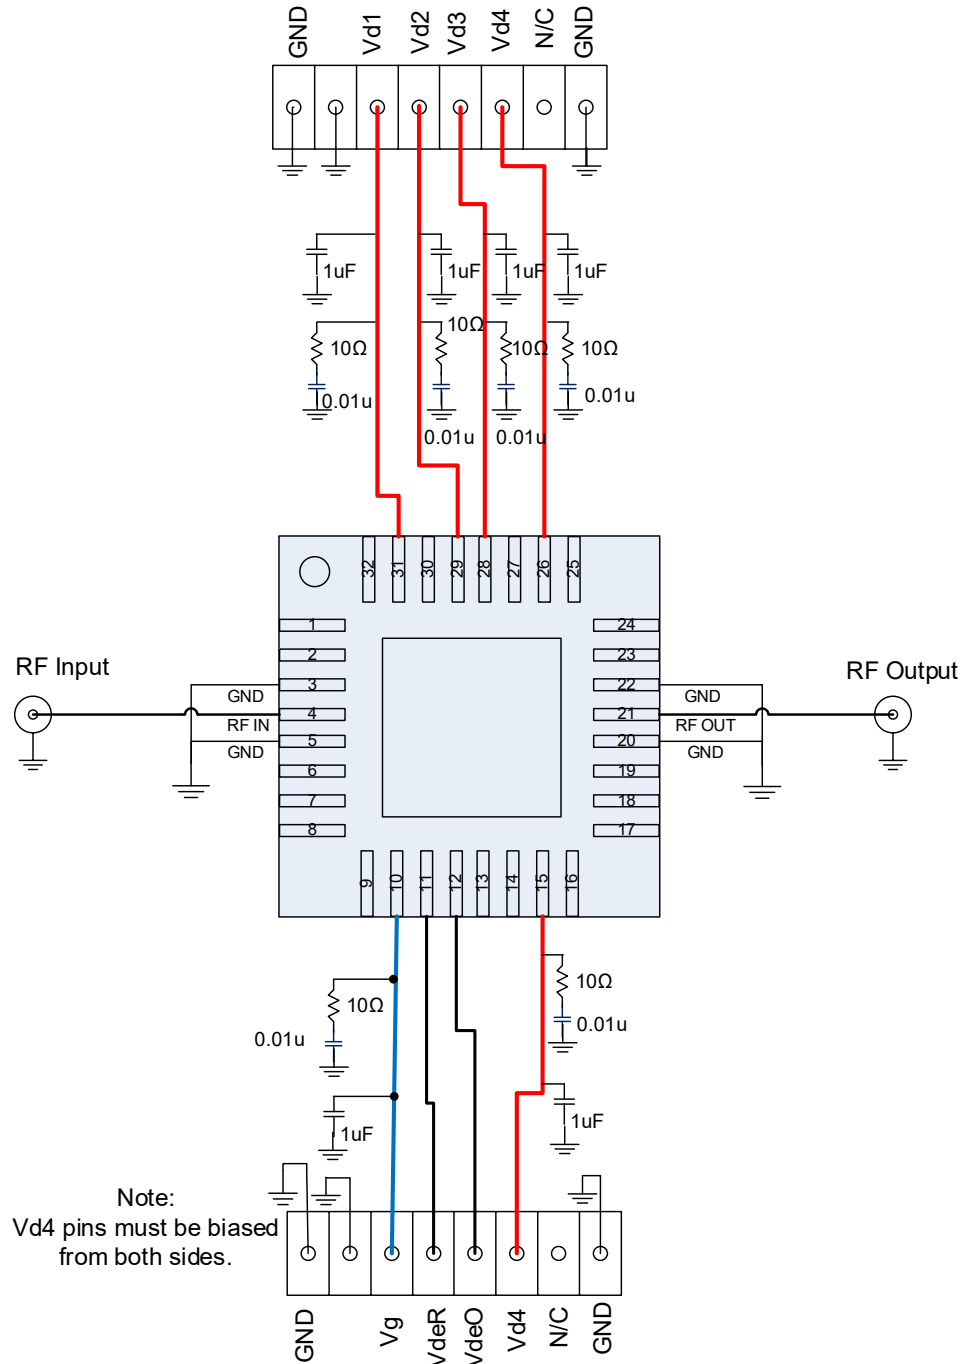 GND
Vd1
Vd2
Vd3
Vd4
N/C
GND
1uF
1uF
1uF
1uF
10Ω
10Ω
10Ω
10Ω
0.01u
0.01u
0.01u
0.01u
32
31
30
29
28
27
26
25
1
2
3
4
5
6
7
8
24
23
22
21
20
19
18
17
RF Input
GND
RF IN
GND
GND
RF OUT
GND
RF Output
9
10
11
12
13
14
15
16
10Ω
0.01u
1uF
10Ω
0.01u
1uF
Note:
Vd4 pins must be biased
from both sides.
GND
Vg
VdeR
VdeO
Vd4
N/C
GND